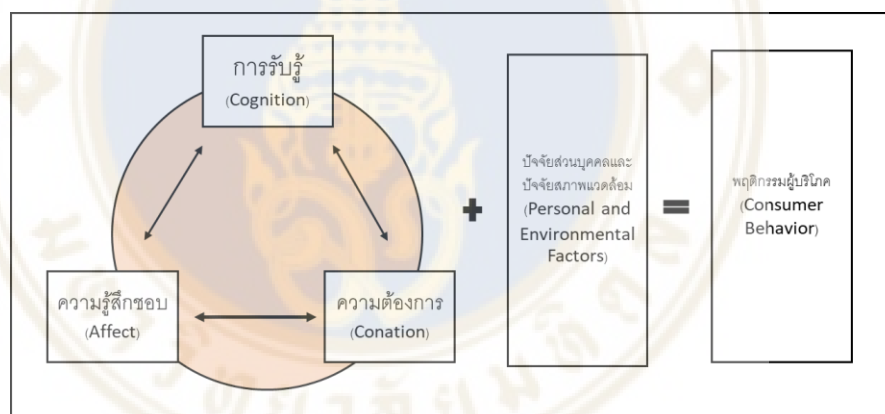 การรับรู้
(Cognition)
ความรู้สึกชอบ
(Affect)
ความต้องการ
(Conation)
+
ปัจจัยส่วนบุคคลและ
ปัจจัยสภาพแวดล้อม
(Personal and
Environmental
Factors)
=
พฤติกรรมผู้บริโภค
(Consumer
Behavior)